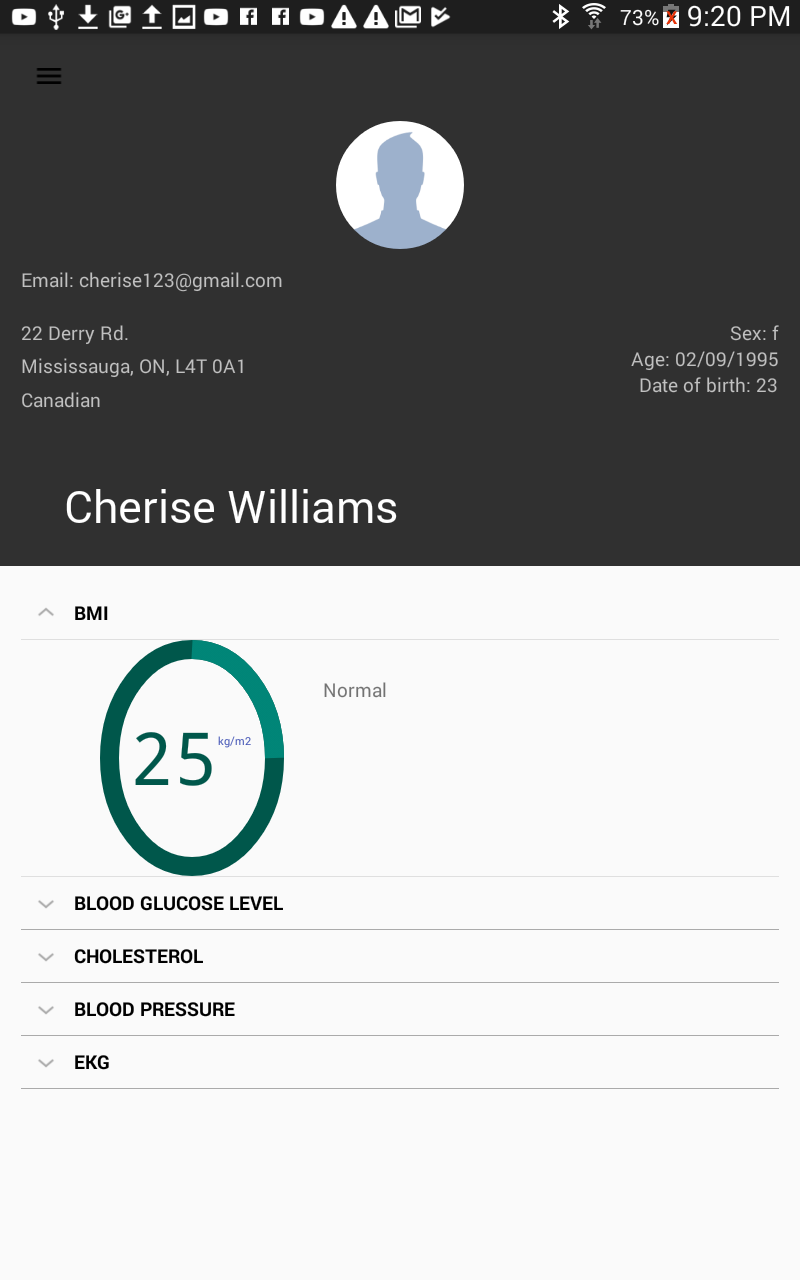 73% 9:20 PM
Email: cherise123@gmail.com
22 Derry Rd.
Mississauga, ON, L4T 0A1
Canadian
Sex: f
Age: 02/09/1995
Date of birth: 23
Cherise Williams
BMI
25 kg/m2
Normal
BLOOD GLUCOSE LEVEL
CHOLESTEROL
BLOOD PRESSURE
EKG